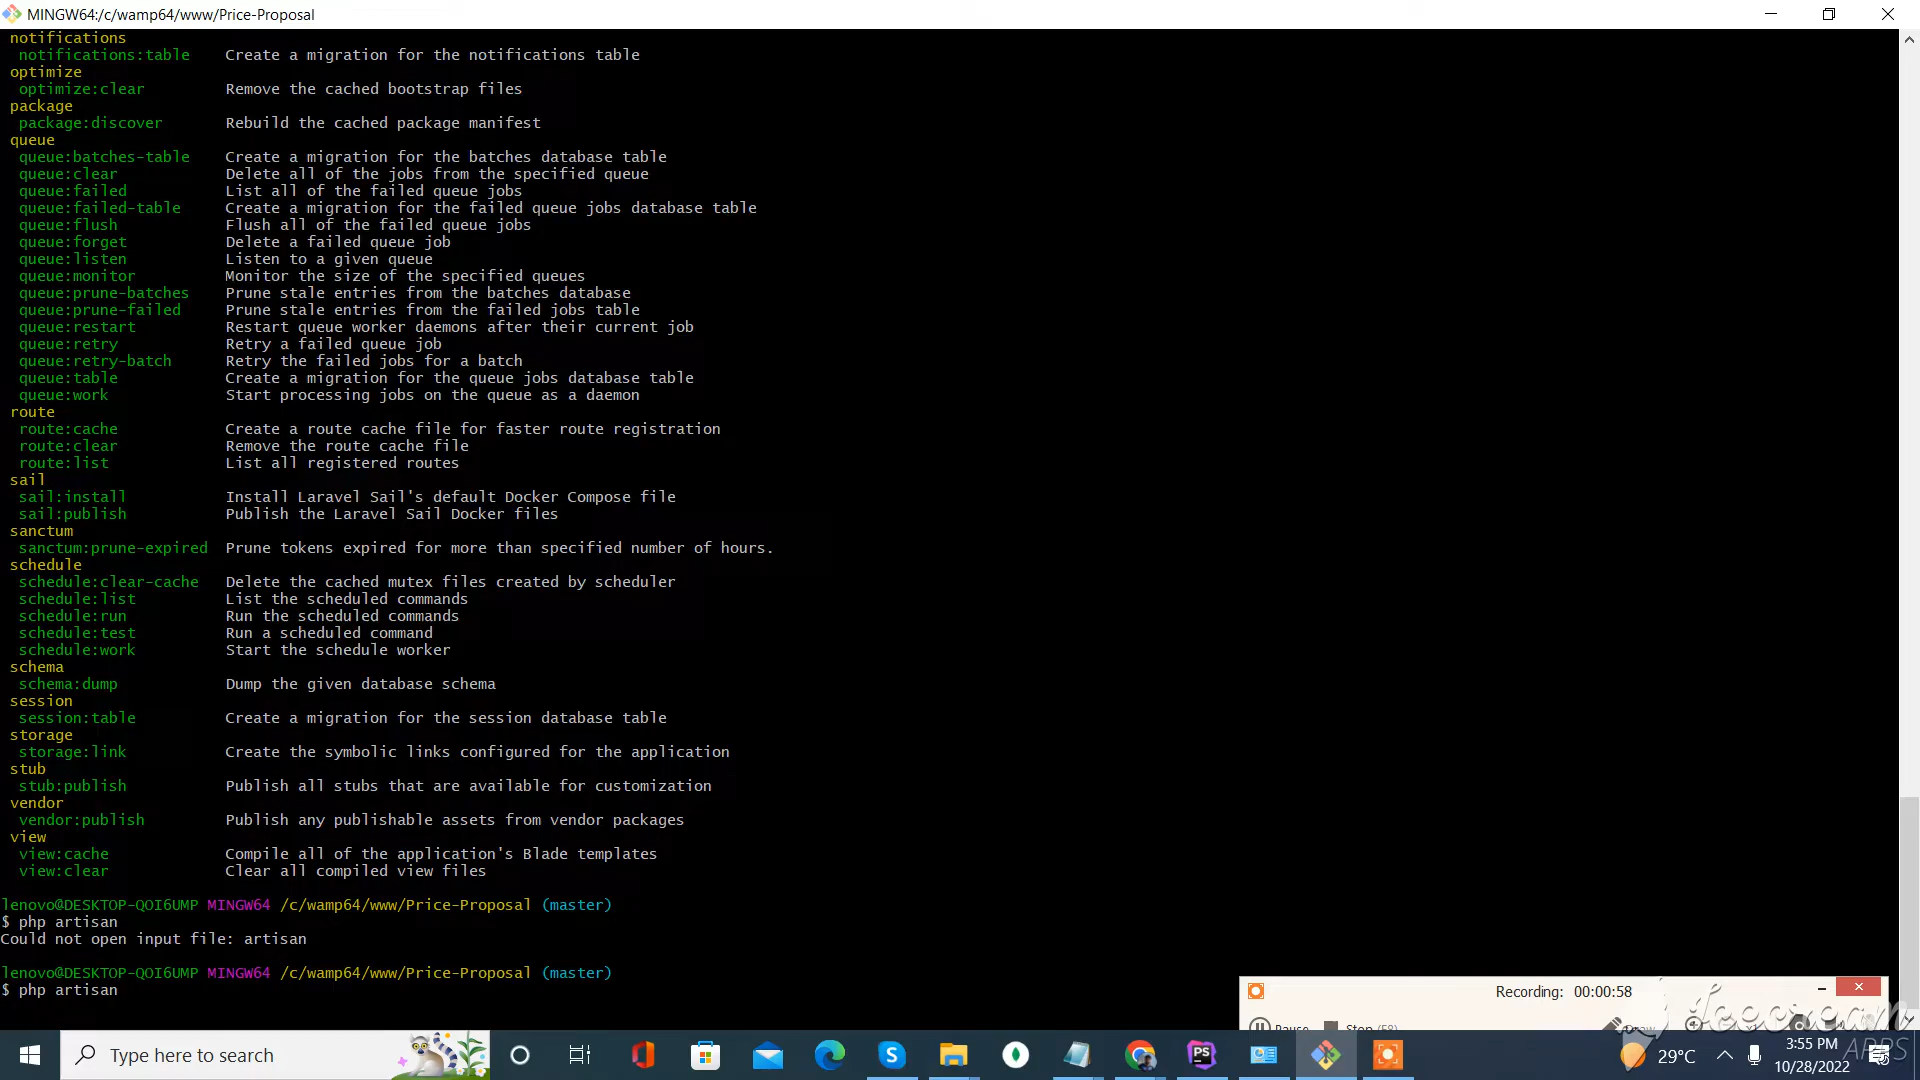 MINGW64:/c/wamp64/www/Price-Proposal
notifications
notifications:table Create a migration for the notifications table
optimize
optimize:clear Remove the cached bootstrap files
package
package:discover Rebuild the cached package manifest
queue
queue:batches-table Create a migration for the batches database table
queue:clear Delete all of the jobs from the specified queue
queue:failed List all of the failed queue jobs
queue:failed-table Create a migration for the failed queue jobs database table
queue:flush Flush all of the failed queue jobs
queue:forget Delete a failed queue job
queue:listen Listen to a given queue
queue:monitor Monitor the size of the specified queues
queue:prune-batches Prune stale entries from the batches database
queue:prune-failed Prune stale entries from the failed jobs table
queue:restart Restart queue worker daemons after their current job
queue:retry Retry a failed queue job
queue:retry-batch Retry the failed jobs for a batch
queue:table Create a migration for the queue jobs database table
queue:work Start processing jobs on the queue as a daemon
route
route:cache Create a route cache file for faster route registration
route:clear Remove the route cache file
route:list List all registered routes
sail
sail:install Install Laravel Sail's default Docker Compose file
sail:publish Publish the Laravel Sail Docker files
sanctum
sanctum:prune-expired Prune tokens expired for more than specified number of hours.
schedule
schedule:clear-cache Delete the cached mutex files created by scheduler
schedule:list List the scheduled commands
schedule:run Run the scheduled commands
schedule:test Run a scheduled command
schedule:work Start the schedule worker
schema
schema:dump Dump the given database schema
session
session:table Create a migration for the session database table
storage
storage:link Create the symbolic links configured for the application
stub
stub:publish Publish all stubs that are available for customization
vendor
vendor:publish Publish any publishable assets from vendor packages
view
view:cache Compile all of the application's Blade templates
view:clear Clear all compiled view files
lenovo@DESKTOP-QOI6UMP MINGW64 /c/wamp64/www/Price-Proposal (master)
$ php artisan
Could not open input file: artisan
lenovo@DESKTOP-QOI6UMP MINGW64 /c/wamp64/www/Price-Proposal (master)
$ php artisan
Recording: 00:00:58
Pause Stop (F8)
Icecream
APPS
Type here to search
PS
29°C
3:55 PM
10/28/2022